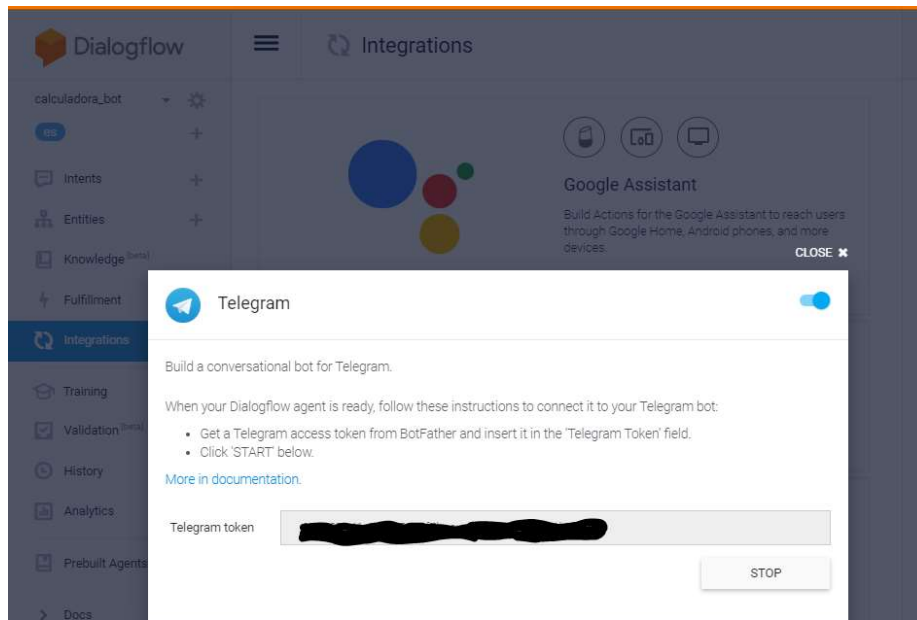 Dialogflow
Integrations
calculadora_bot
es
Intents
Entities
Knowledge [beta]
Fulfillment
Integrations
Training
Validation [beta]
History
Analytics
Prebuilt Agents
Docs
Google Assistant
Build Actions for the Google Assistant to reach users
through Google Home, Android phones, and more
devices.
CLOSE ✖
Telegram
Build a conversational bot for Telegram.
When your Dialogflow agent is ready, follow these instructions to connect it to your Telegram bot:
• Get a Telegram access token from BotFather and insert it in the 'Telegram Token' field.
• Click 'START' below.
More in documentation.
Telegram token
STOP